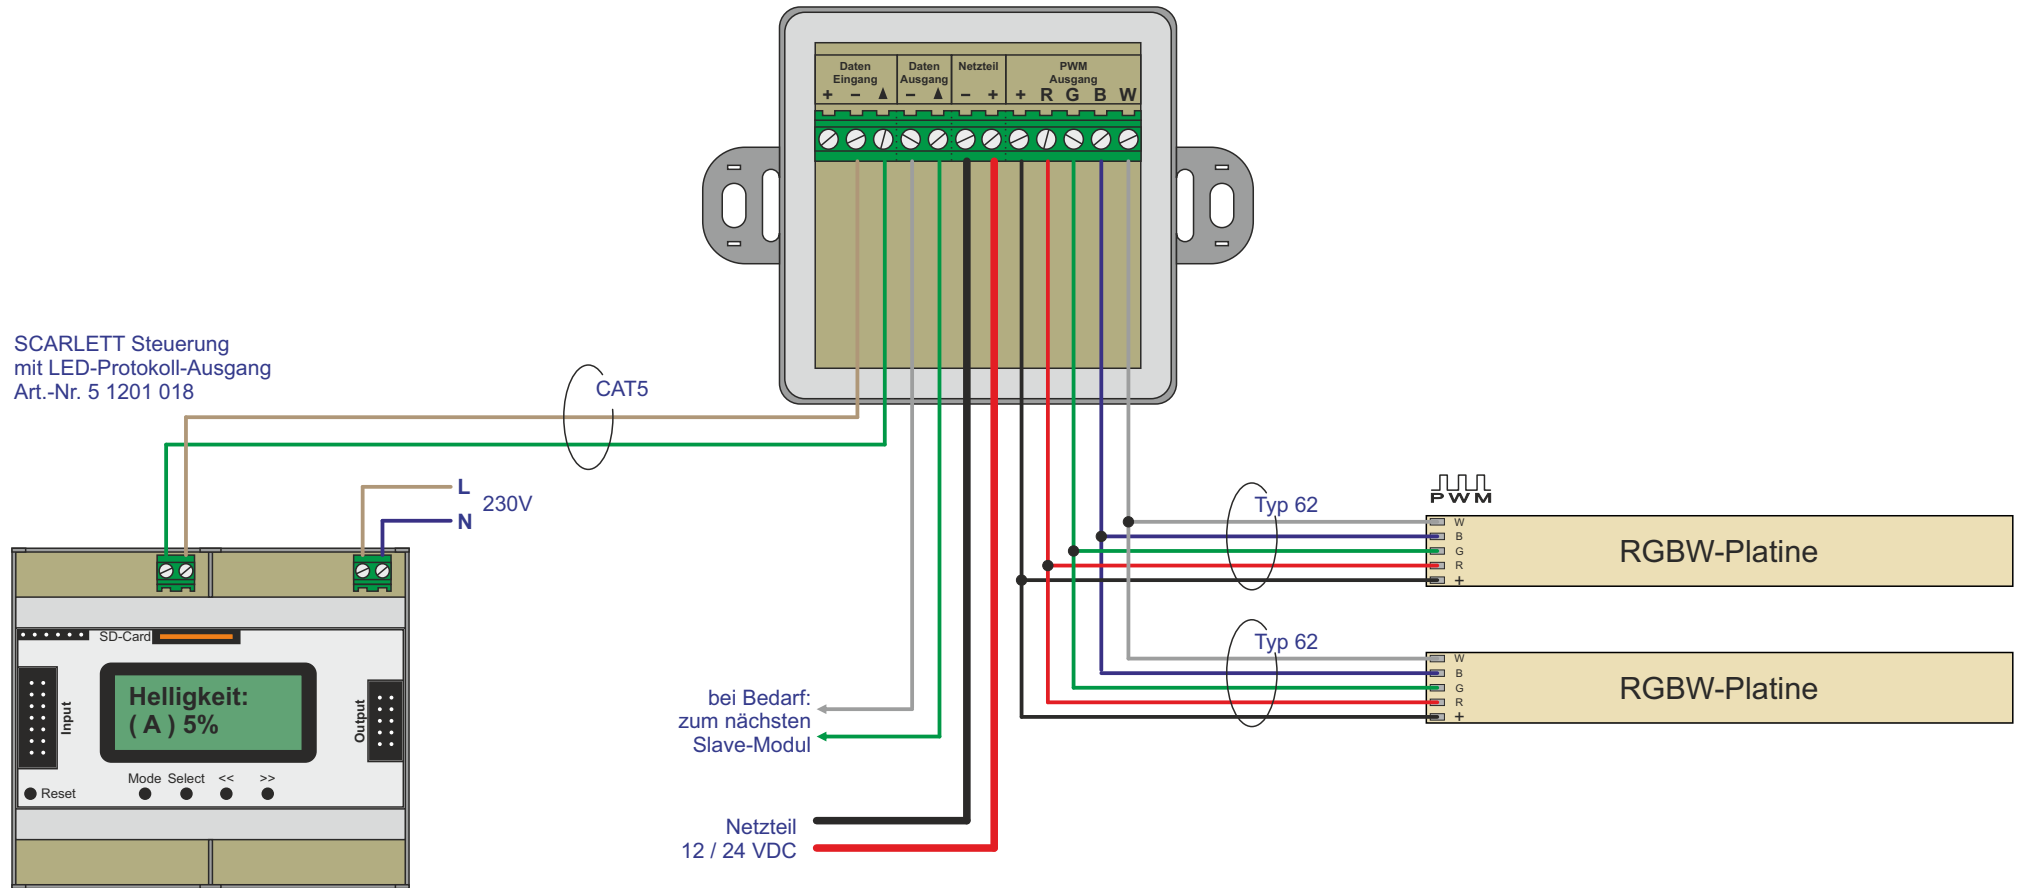 Daten Eingang
Daten Ausgang
Netzteil
PWM Ausgang
+ − ▲ − ▲ − + + R G B W
SCARLETT Steuerung
mit LED-Protokoll-Ausgang
Art.-Nr. 5 1201 018
CAT5
L
230V
N
SD-Card
Helligkeit:
( A ) 5%
Input
Output
Mode Select << >>
Reset
bei Bedarf:
zum nächsten
Slave-Modul
Netzteil
12 / 24 VDC
PWM
Typ 62
W
B
G
R
+
RGBW-Platine
Typ 62
W
B
G
R
+
RGBW-Platine